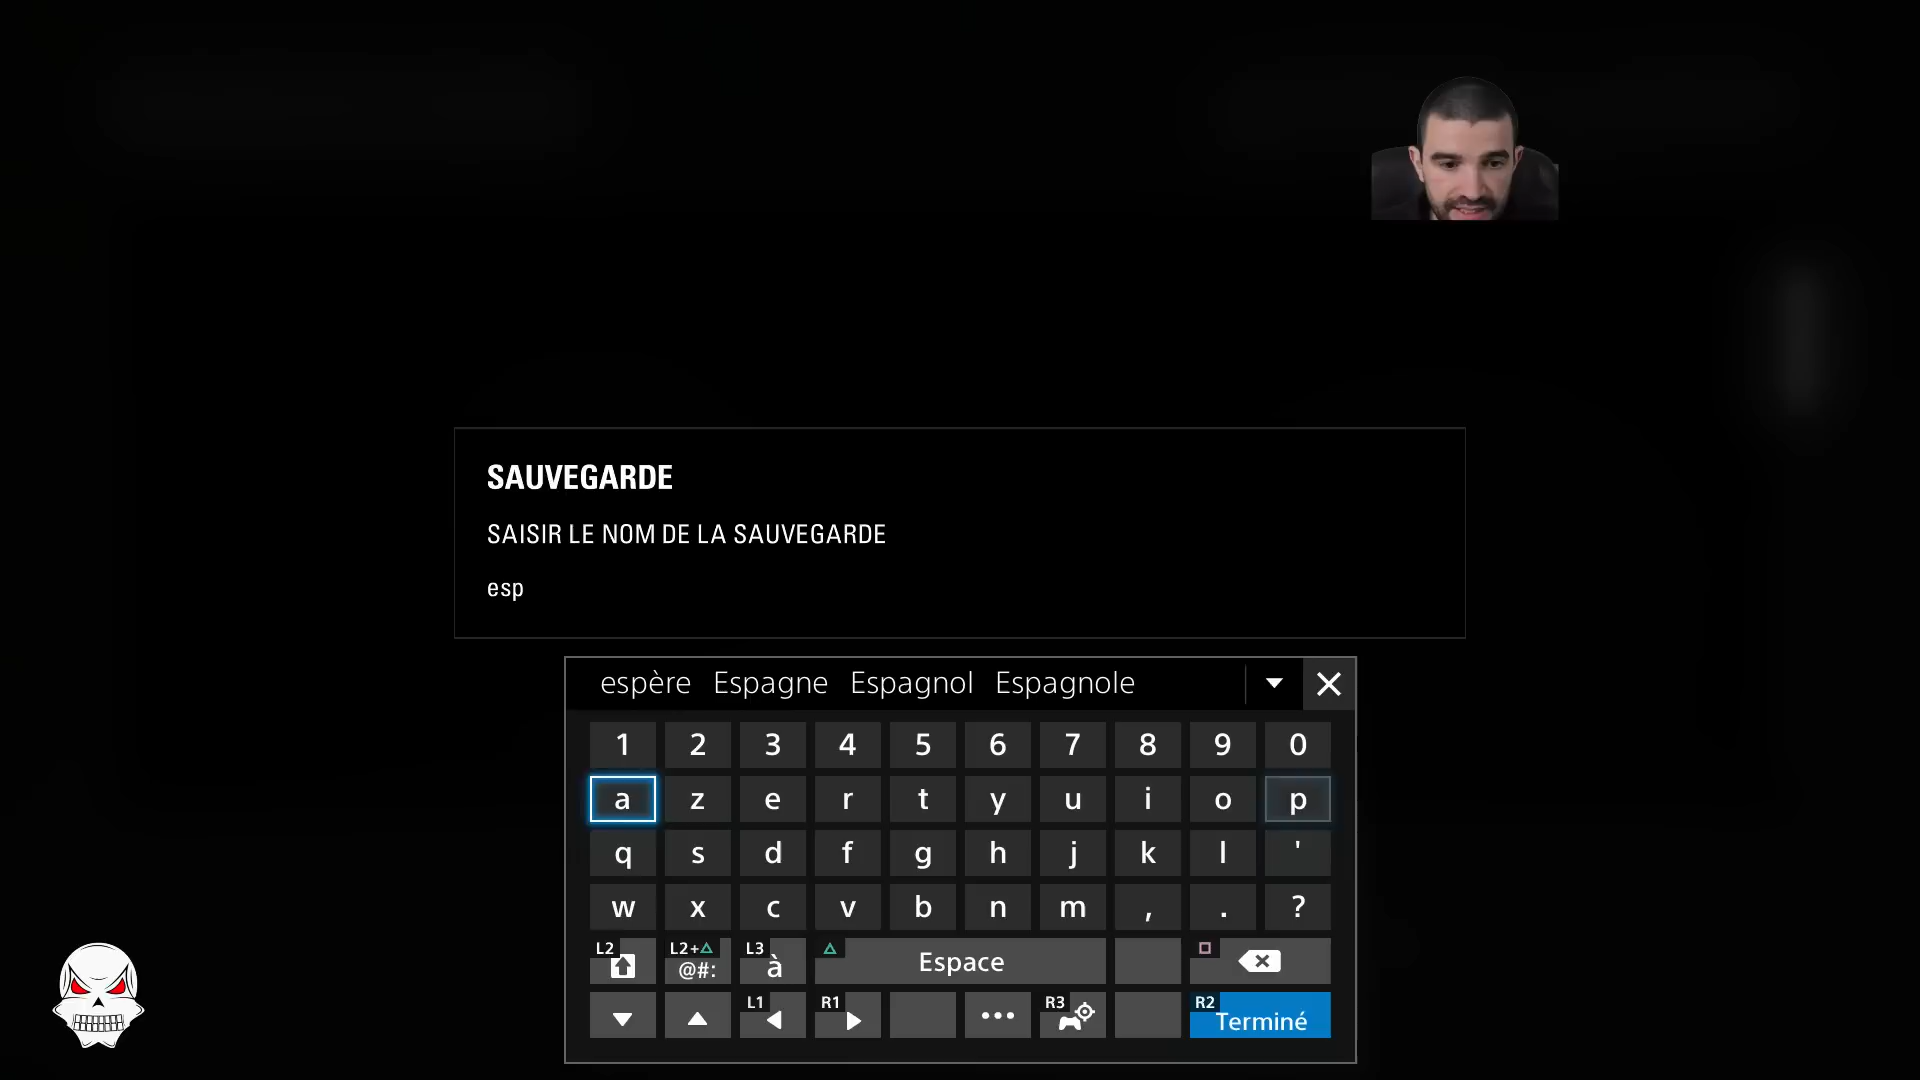 SAUVEGARDE
SAISIR LE NOM DE LA SAUVEGARDE
esp
espère Espagne Espagnol Espagnole
1 2 3 4 5 6 7 8 9 0
a z e r t y u i o p
q s d f g h j k l '
w x c v b n m , . ?
L2 L2+△ @#: L3 à △ Espace □
L1 R1 ... R3 R2 Terminé